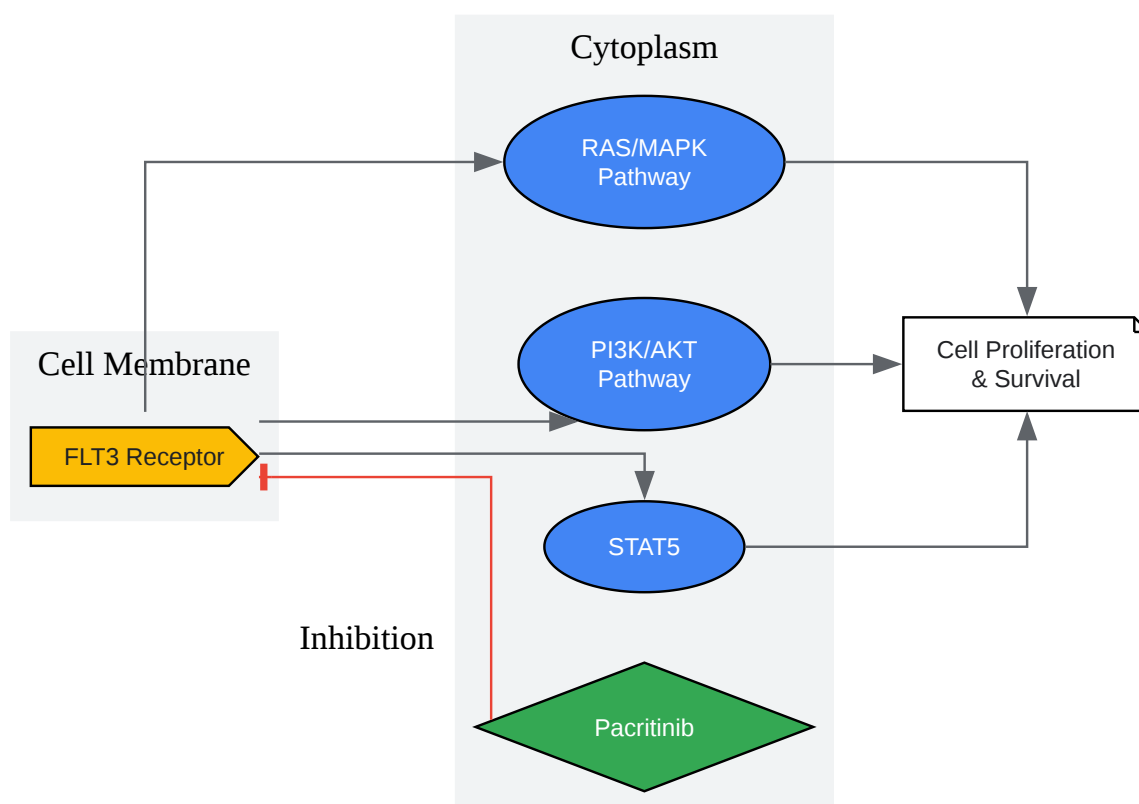 Cytoplasm
RAS/MAPK
Pathway
PI3K/AKT
Pathway
Cell Proliferation
& Survival
Cell Membrane
FLT3 Receptor
STAT5
Inhibition
Pacritinib